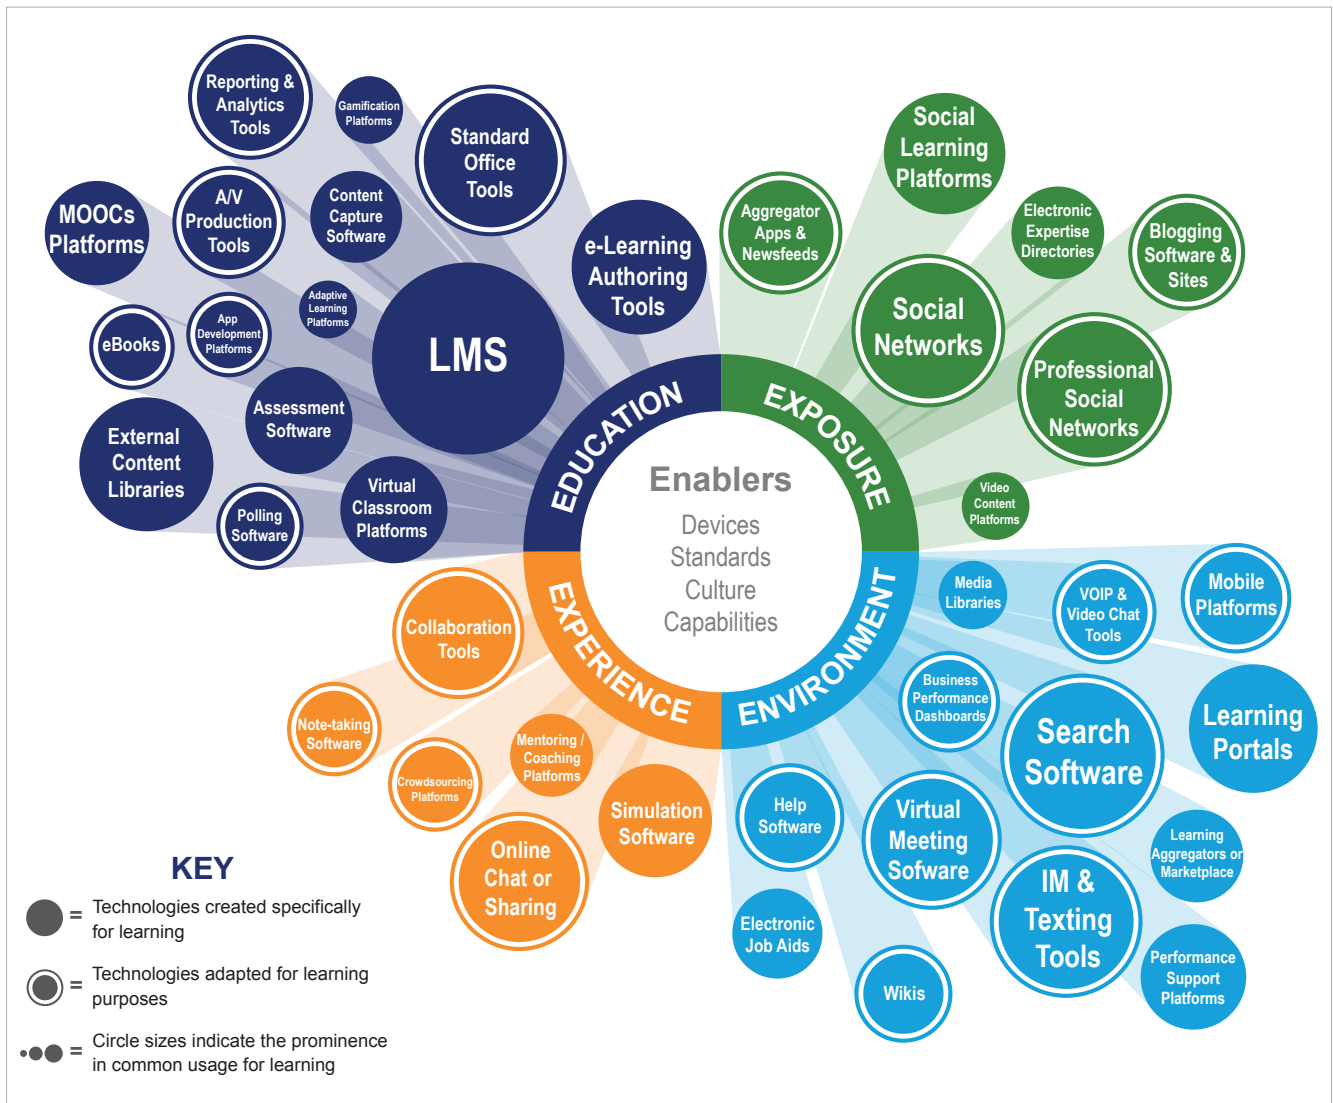 Reporting &
Analytics
Tools
Gamification
Platforms
Standard
Office
Tools
MOOCs
Platforms
A/V
Production
Tools
Content
Capture
Software
e-Learning
Authoring
Tools
eBooks
App
Development
Platforms
Adaptive
Learning
Platforms
LMS
External
Content
Libraries
Assessment
Software
Polling
Software
Virtual
Classroom
Platforms
EDUCATION
Social
Learning
Platforms
Aggregator
Apps &
Newsfeeds
Electronic
Expertise
Directories
Blogging
Software &
Sites
Social
Networks
Professional
Social
Networks
Video
Content
Platforms
EXPOSURE
Enablers
Devices
Standards
Culture
Capabilities
EXPERIENCE
Collaboration
Tools
Note-taking
Software
Crowdsourcing
Platforms
Mentoring /
Coaching
Platforms
Online
Chat or
Sharing
Simulation
Software
ENVIRONMENT
Media
Libraries
VOIP &
Video Chat
Tools
Mobile
Platforms
Business
Performance
Dashboards
Search
Software
Learning
Portals
Help
Software
Virtual
Meeting
Sofware
Learning
Aggregators or
Marketplace
IM &
Texting
Tools
Electronic
Job Aids
Wikis
Performance
Support
Platforms
KEY
= Technologies created specifically
for learning
= Technologies adapted for learning
purposes
= Circle sizes indicate the prominence
in common usage for learning